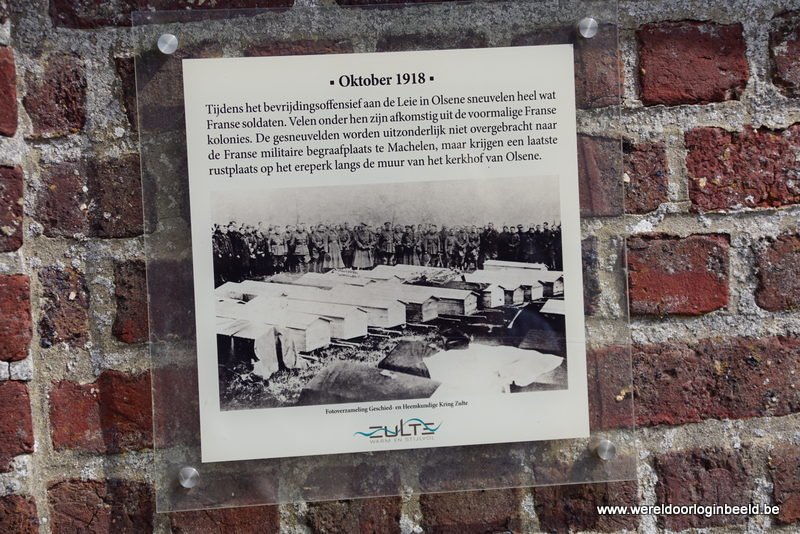 ▪ Oktober 1918 ▪
Tijdens het bevrijdingsoffensief aan de Leie in Olsene sneuvelen heel wat
Franse soldaten. Velen onder hen zijn afkomstig uit de voormalige Franse
kolonies. De gesneuvelden worden uitzonderlijk niet overgebracht naar
de Franse militaire begraafplaats te Machelen, maar krijgen een laatste
rustplaats op het ereperk langs de muur van het kerkhof van Olsene.
Fotoverzameling Geschied- en Heemkundige Kring Zulte
ZULTE
WARM EN STIJLVOL
www.wereldoorloginbeeld.be